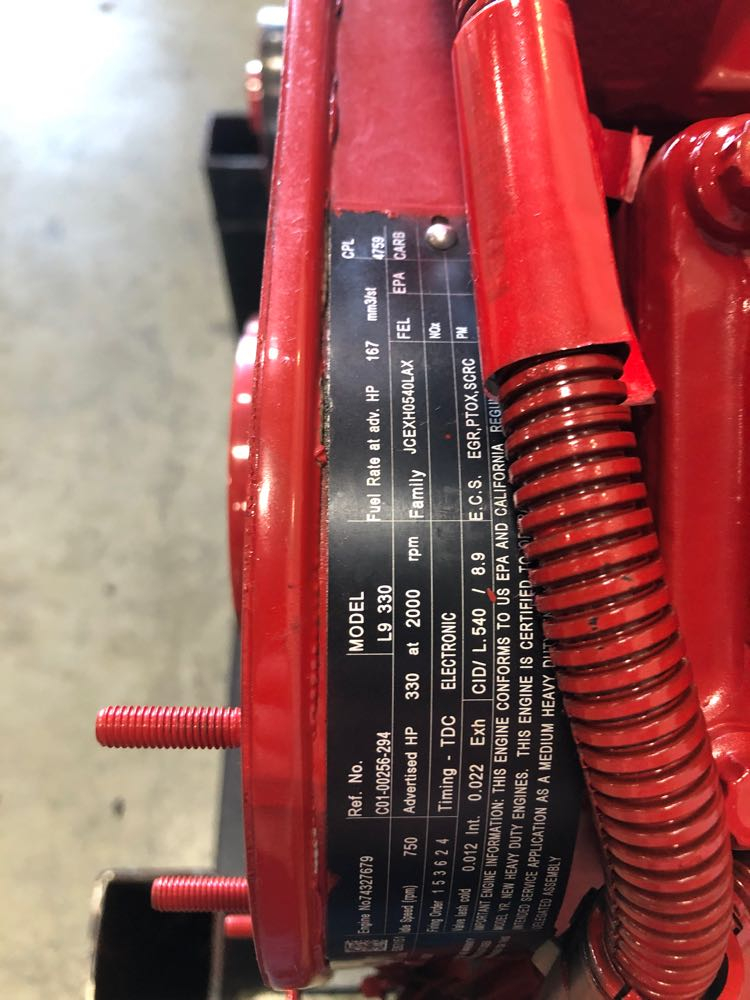 Engine No 74327679 Ref. No. MODEL CPL
C01-00256-294 L9 330 Fuel Rate at adv. HP 167 mm3/st 4759
Idle Speed (rpm) 750 Advertised HP 330 at 2000 rpm Family JCEXH0540LAX FEL EPA CARB
Firing Order 1 5 3 6 2 4 Timing - TDC ELECTRONIC NOx
Valve lash cold 0.012 Int. 0.022 Exh CID/ L. 540 / 8.9 E.C.S. EGR,PTOX,SCRC PM
IMPORTANT ENGINE INFORMATION: THIS ENGINE CONFORMS TO US EPA AND CALIFORNIA
MODEL YR. NEW HEAVY DUTY ENGINES. THIS ENGINE IS CERTIFIED TO
INTENDED SERVICE APPLICATION AS A MEDIUM HEAVY
DELEGATED ASSEMBLY